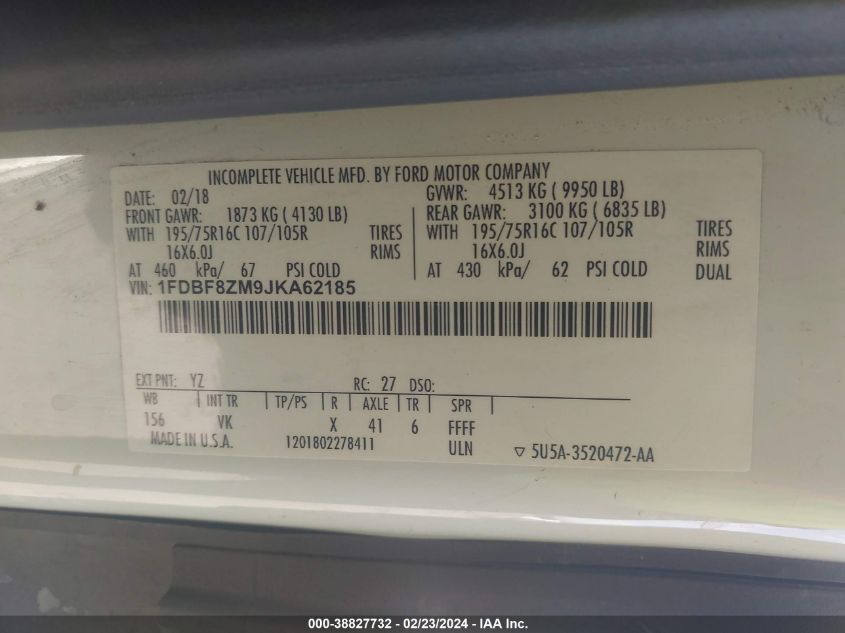 INCOMPLETE VEHICLE MFD. BY FORD MOTOR COMPANY
DATE: 02/18 GVWR: 4513 KG ( 9950 LB)
FRONT GAWR: 1873 KG ( 4130 LB) REAR GAWR: 3100 KG ( 6835 LB)
WITH 195/75R16C 107/105R TIRES WITH 195/75R16C 107/105R TIRES
16X6.0J RIMS 16X6.0J RIMS
AT 460 kPa/ 67 PSI COLD AT 430 kPa/ 62 PSI COLD DUAL
VIN: 1FDBF8ZM9JKA62185
EXT PNT: YZ RC: 27 DSO:
WB INT TR TP/PS R AXLE TR SPR
156 VK X 41 6 FFFF
MADE IN U.S.A. 1201802278411 ULN ▽ 5U5A-3520472-AA
000-38827732 - 02/23/2024 - IAA Inc.